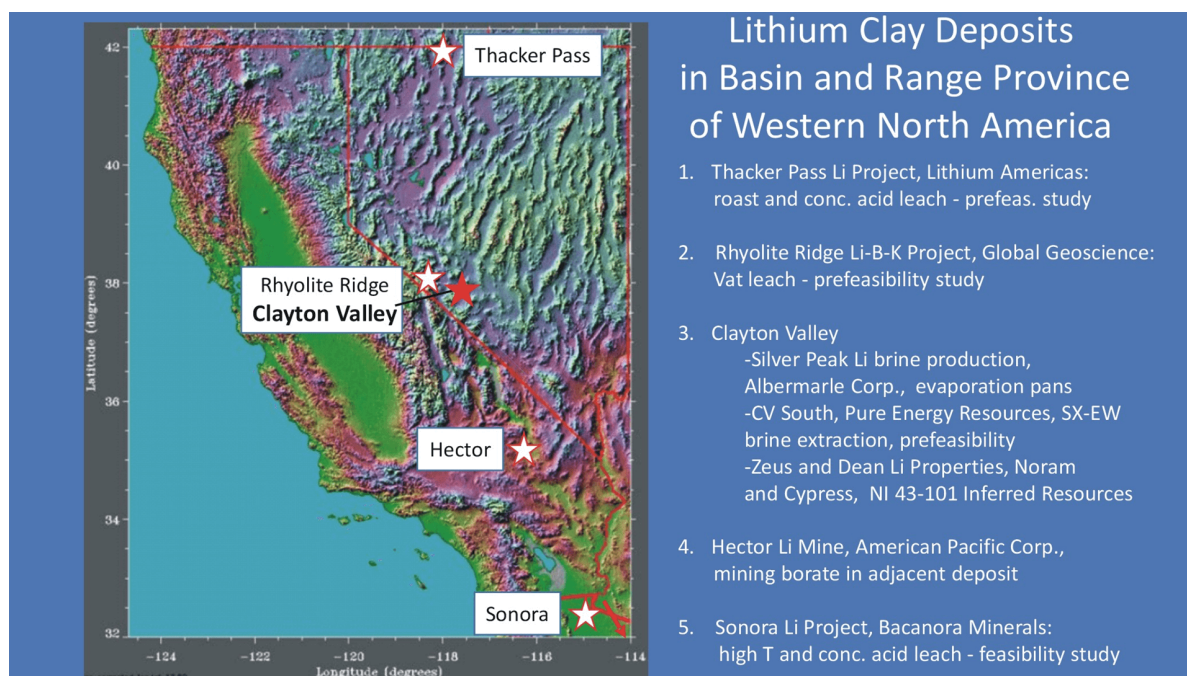 Lithium Clay Deposits
in Basin and Range Province
of Western North America
1. Thacker Pass Li Project, Lithium Americas:
roast and conc. acid leach - prefeas. study
2. Rhyolite Ridge Li-B-K Project, Global Geoscience:
Vat leach - prefeasibility study
3. Clayton Valley
-Silver Peak Li brine production,
Albermarle Corp., evaporation pans
-CV South, Pure Energy Resources, SX-EW
brine extraction, prefeasibility
-Zeus and Dean Li Properties, Noram
and Cypress, NI 43-101 Inferred Resources
4. Hector Li Mine, American Pacific Corp.,
mining borate in adjacent deposit
5. Sonora Li Project, Bacanora Minerals:
high T and conc. acid leach - feasibility study
Thacker Pass
Rhyolite Ridge
Clayton Valley
Hector
Sonora
Latitude (degrees)
42
40
38
36
34
32
-124
-122
-120
-118
-116
-114
Longitude (degrees)